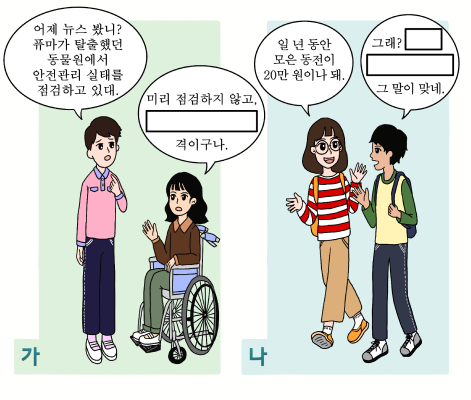 어제 뉴스 봤니?
퓨마가 탈출했던
동물원에서
안전관리 실태를
점검하고 있대.
미리 점검하지 않고,
격이구나.
가
일 년 동안
모은 동전이
20만 원이나 돼.
그래?
그 말이 맞네.
나